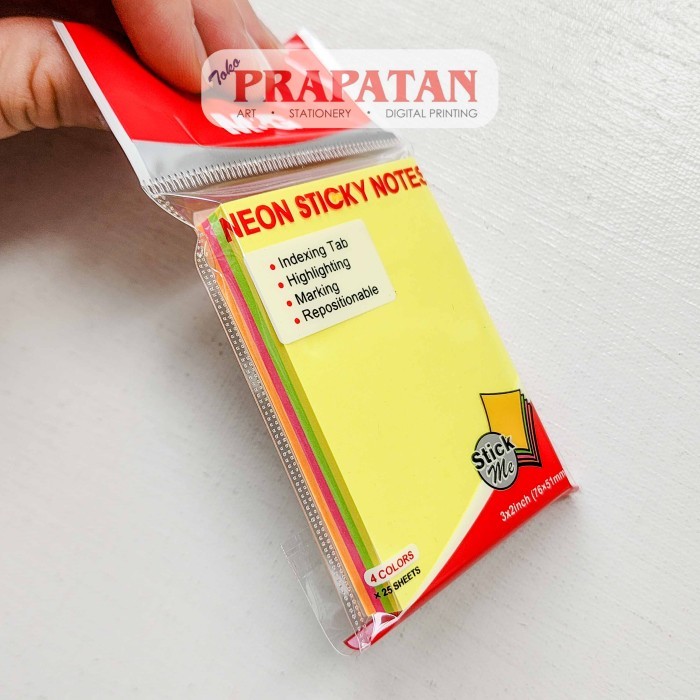 Toko
PRAPATAN
ART • STATIONERY • DIGITAL PRINTING
NEON STICKY NOTES
• Indexing Tab
• Highlighting
• Marking
• Repositionable
Stick
Me
3x2inch (76x51mm
4 COLORS
x 25 SHEETS